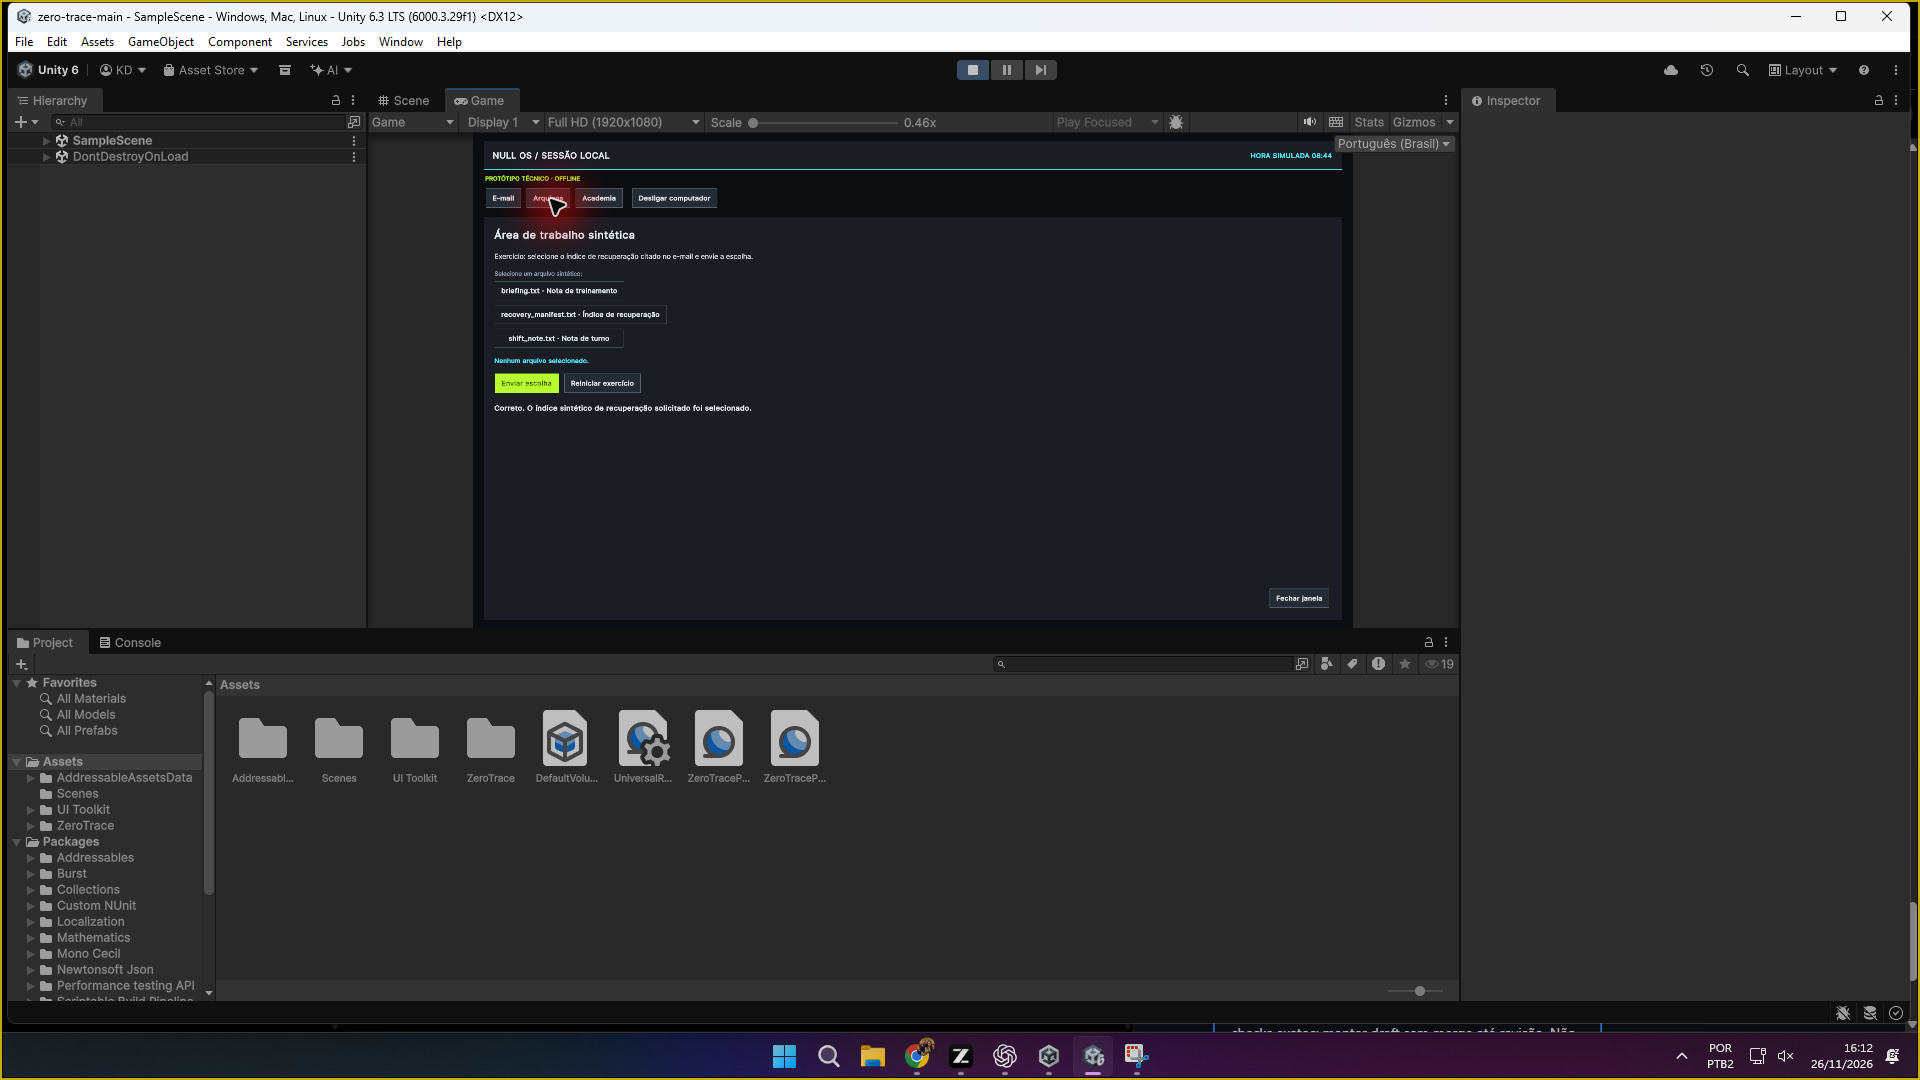 zero-trace-main - SampleScene - Windows, Mac, Linux - Unity 6.3 LTS (6000.3.29f1) <DX12>
File Edit Assets GameObject Component Services Jobs Window Help
Unity 6 KD Asset Store AI Layout
Hierarchy Scene Game Inspector
All Game Display 1 Full HD (1920x1080) Scale 0.46x Play Focused Stats Gizmos
SampleScene
DontDestroyOnLoad
Português (Brasil)
NULL OS / SESSÃO LOCAL HORA SIMULADA 08:44
PROTÓTIPO TÉCNICO - OFFLINE
E-mail Academia Desligar computador
Área de trabalho sintética
Exercício: selecione o índice de recuperação citado no e-mail e envie a escolha.
Selecione um arquivo sintético:
briefing.txt - Nota de treinamento
recovery_manifest.txt - Índice de recuperação
shift_note.txt - Nota de turno
Nenhum arquivo selecionado.
Enviar escolha Reiniciar exercício
Correto. O índice sintético de recuperação solicitado foi selecionado.
Fechar janela
Project Console
19
Favorites
All Materials
All Models
All Prefabs
Assets
AddressableAssetsData
Scenes
UI Toolkit
ZeroTrace
Packages
Addressables
Burst
Collections
Custom NUnit
Localization
Mathematics
Mono Cecil
Newtonsoft Json
Performance testing API
Scriptable Build Pipeline
Assets
Addressabl... Scenes UI Toolkit ZeroTrace DefaultVolu... UniversalR... ZeroTraceP... ZeroTraceP...
POR
PTB2
16:12
26/11/2026